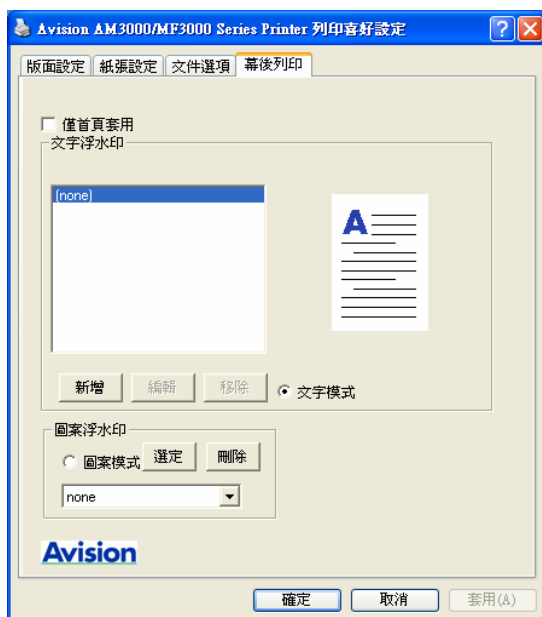 Avision AM3000/MF3000 Series Printer 列印喜好設定
版面設定 紙張設定 文件選項 幕後列印
僅首頁套用
文字浮水印
(none)
A
新增 編輯 移除 文字模式
圖案浮水印
圖案模式 選定 刪除
none
Avision
確定 取消 套用(A)